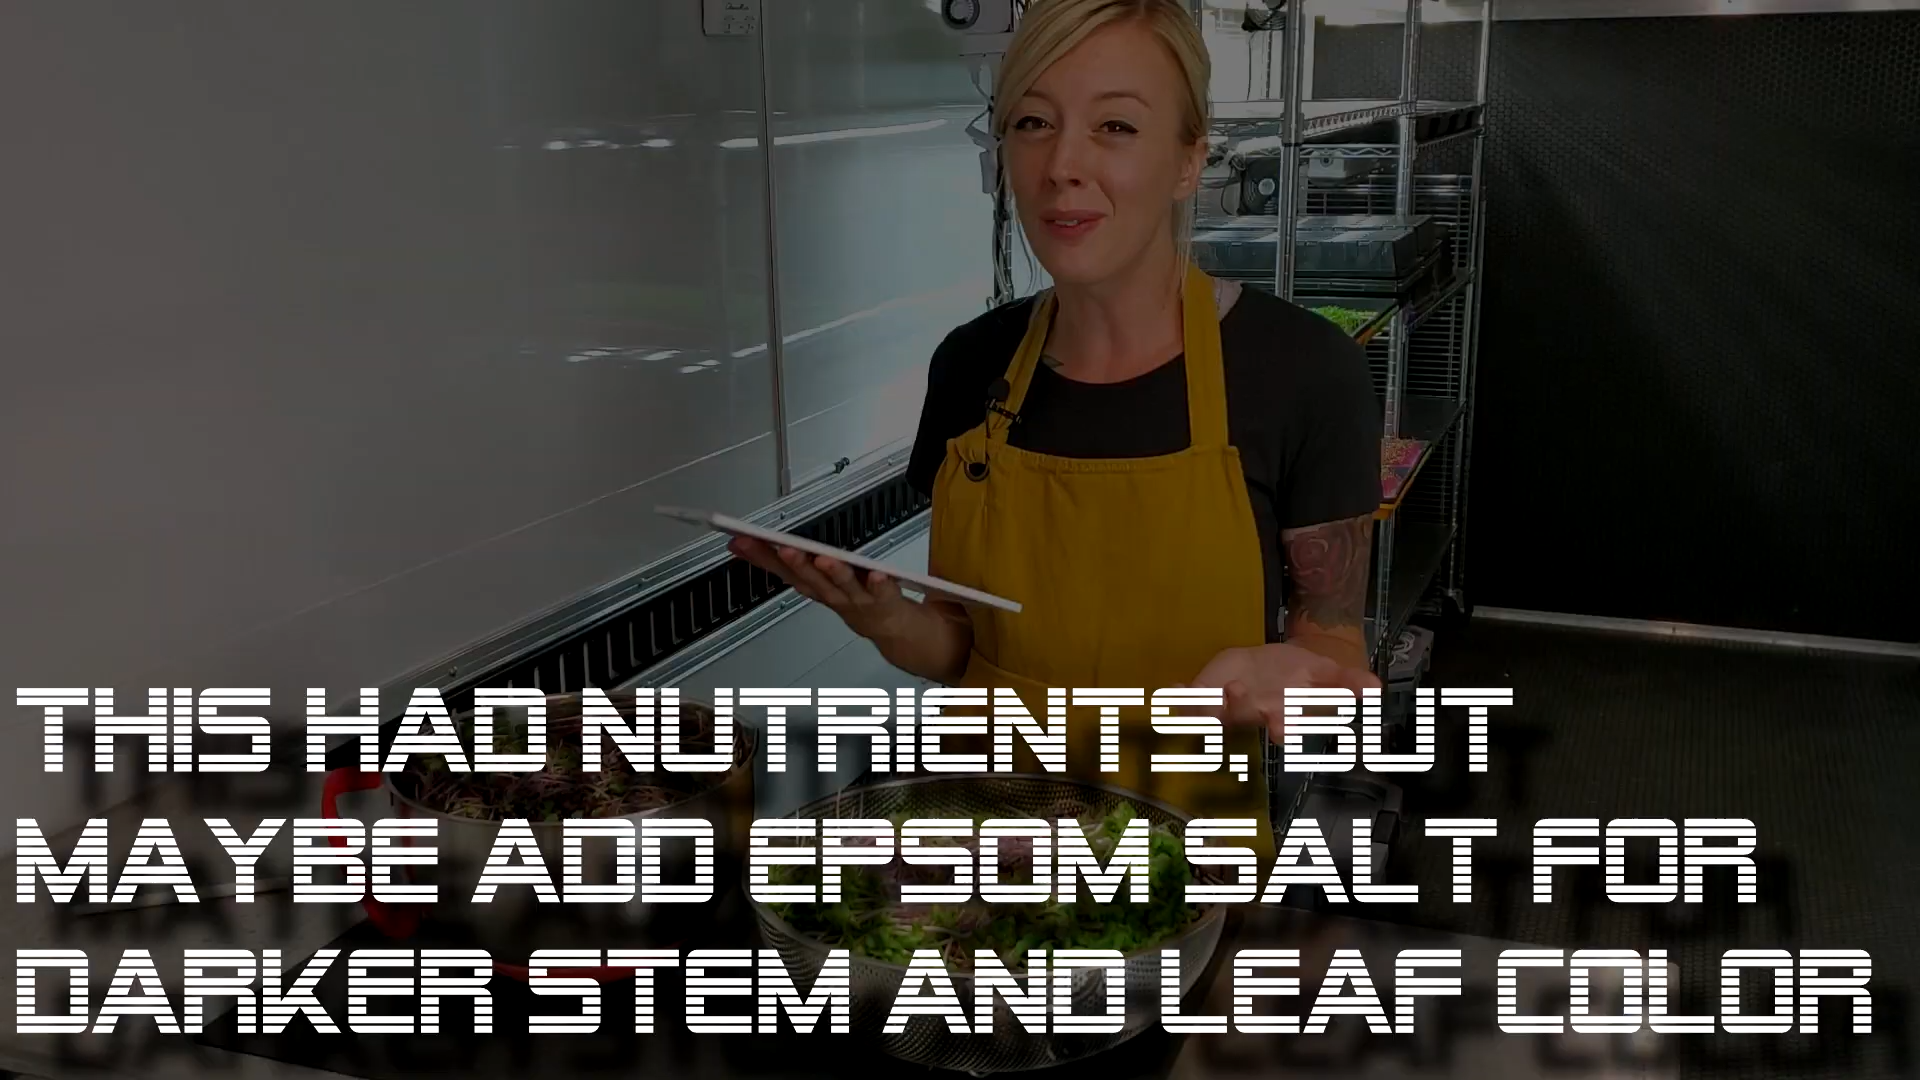 THIS HAD NUTRIENTS, BUT
MAYBE ADD EPSOM SALT FOR
DARKER STEM AND LEAF COLOR